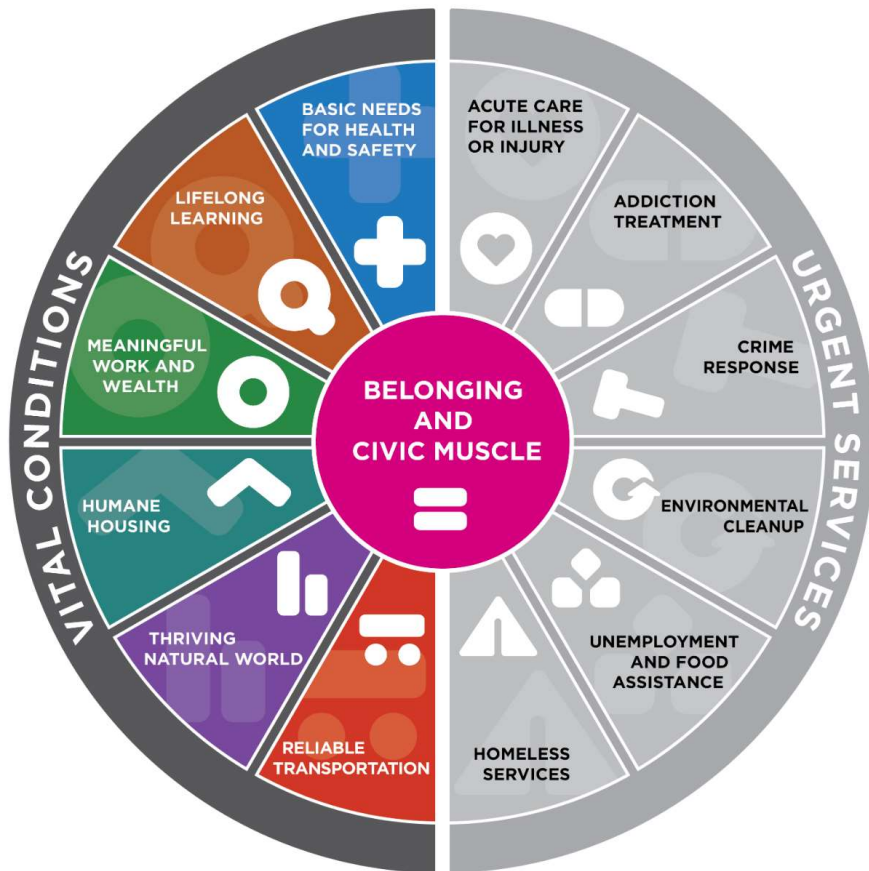 VITAL CONDITIONS
BASIC NEEDS
FOR HEALTH
AND SAFETY
LIFELONG
LEARNING
MEANINGFUL
WORK AND
WEALTH
HUMANE
HOUSING
THRIVING
NATURAL WORLD
RELIABLE
TRANSPORTATION
BELONGING
AND
CIVIC MUSCLE
URGENT SERVICES
ACUTE CARE
FOR ILLNESS
OR INJURY
ADDICTION
TREATMENT
CRIME
RESPONSE
ENVIRONMENTAL
CLEANUP
UNEMPLOYMENT
AND FOOD
ASSISTANCE
HOMELESS
SERVICES